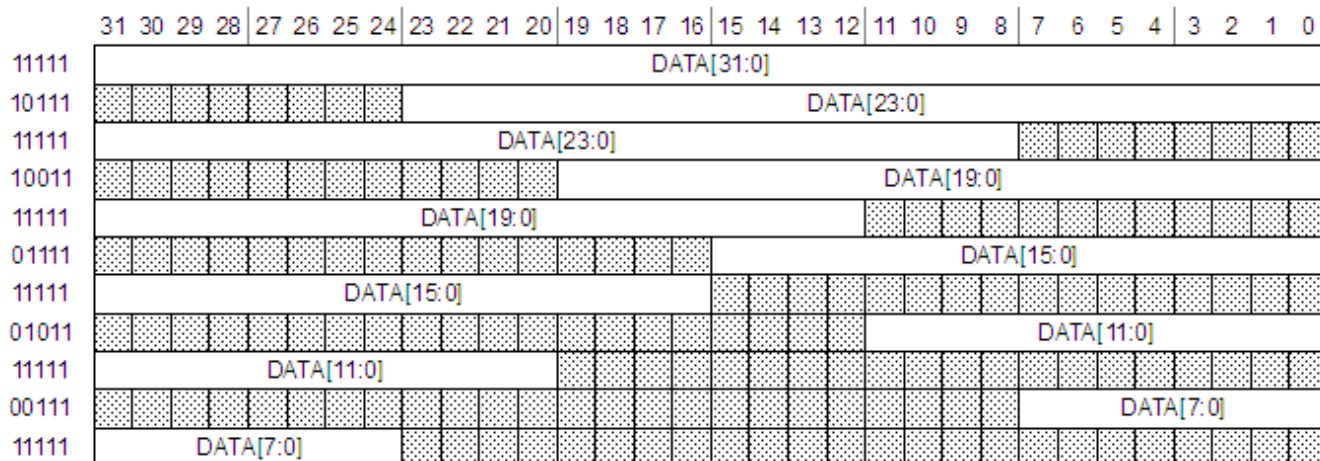 31 30 29 28 27 26 25 24 23 22 21 20 19 18 17 16 15 14 13 12 11 10 9 8 7 6 5 4 3 2 1 0
11111 DATA[31:0]
10111 DATA[23:0]
11111 DATA[23:0]
10011 DATA[19:0]
11111 DATA[19:0]
01111 DATA[15:0]
11111 DATA[15:0]
01011 DATA[11:0]
11111 DATA[11:0]
00111 DATA[7:0]
11111 DATA[7:0]